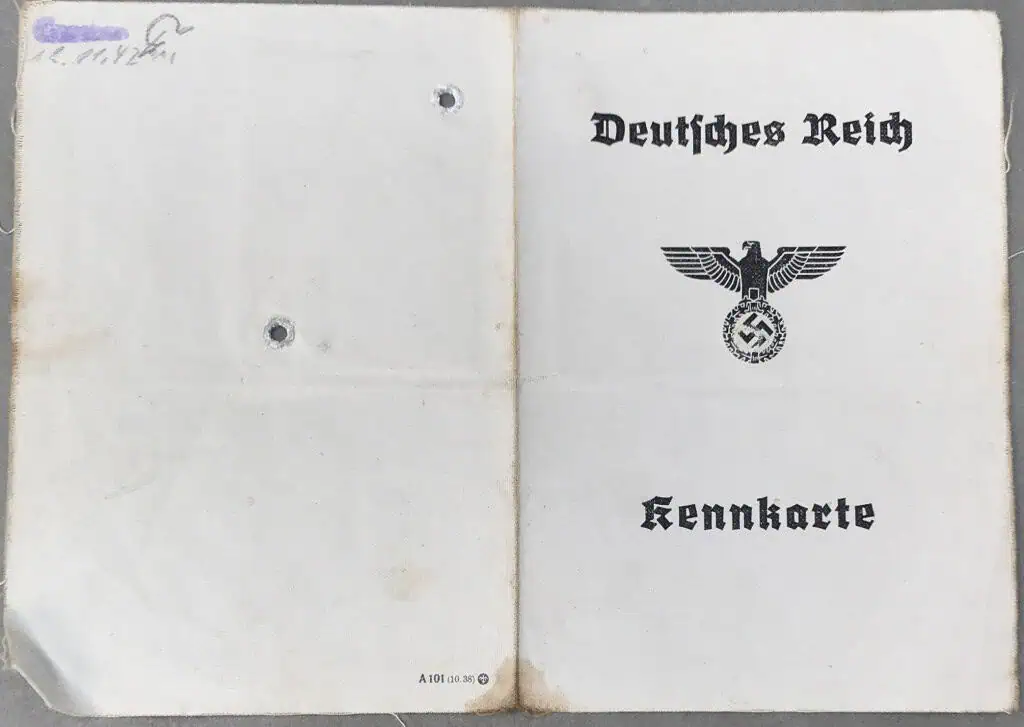 12.11.42
A 101 (10. 38)
Deutſches Reich
Kennkarte